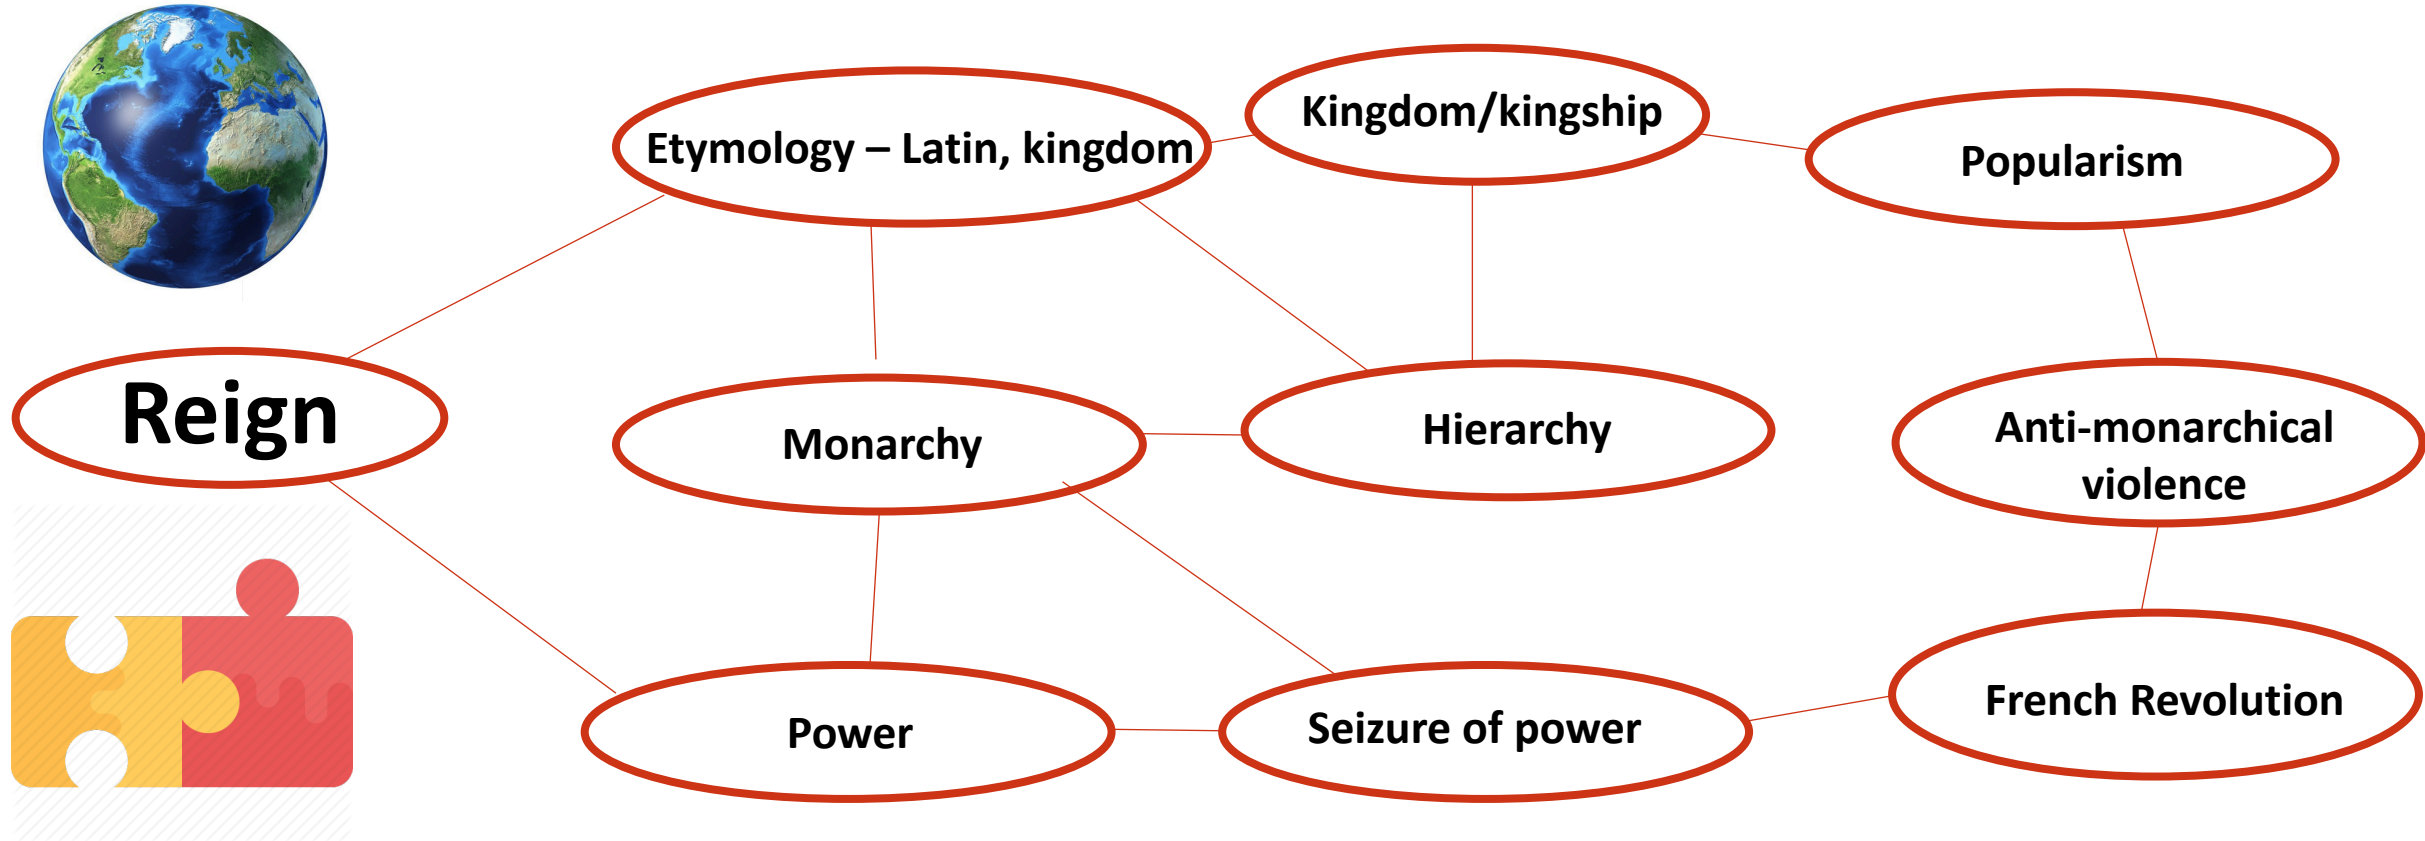 Kingdom/kingship
Etymology – Latin, kingdom
Popularism
Reign
Monarchy
Hierarchy
Anti-monarchical
violence
Power
Seizure of power
French Revolution